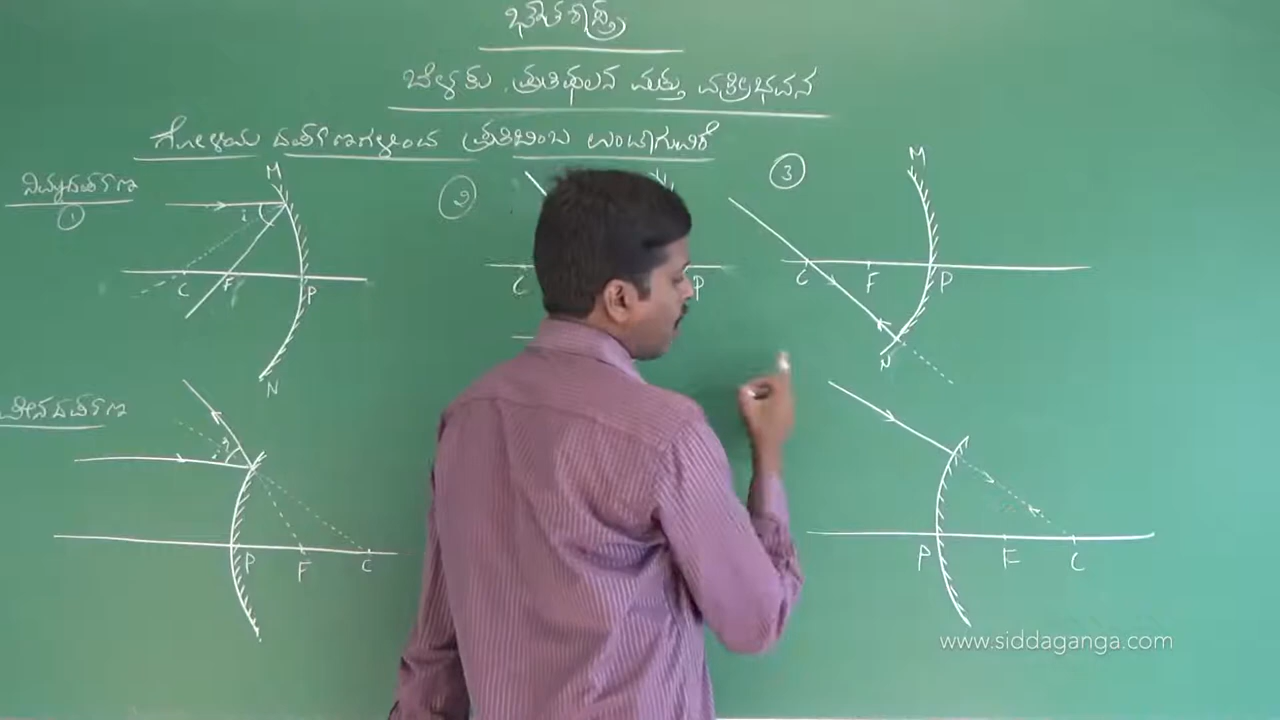 ಭೌತಶಾಸ್ತ್ರ
ಬೆಳಕು, ಪ್ರತಿಫಲನ ಮತ್ತು ವಕ್ರೀಭವನ
ಗೋಳೀಯ ದರ್ಪಣಗಳಿಂದ ಪ್ರತಿಬಿಂಬ ಉಂಟಾಗುವಿಕೆ
ನಿಮ್ನದರ್ಪಣ
1
M
i
C F P
N
2
C P
3
M
C F P
N
ಪೀನದರ್ಪಣ
P F C
P F C
www.siddaganga.com